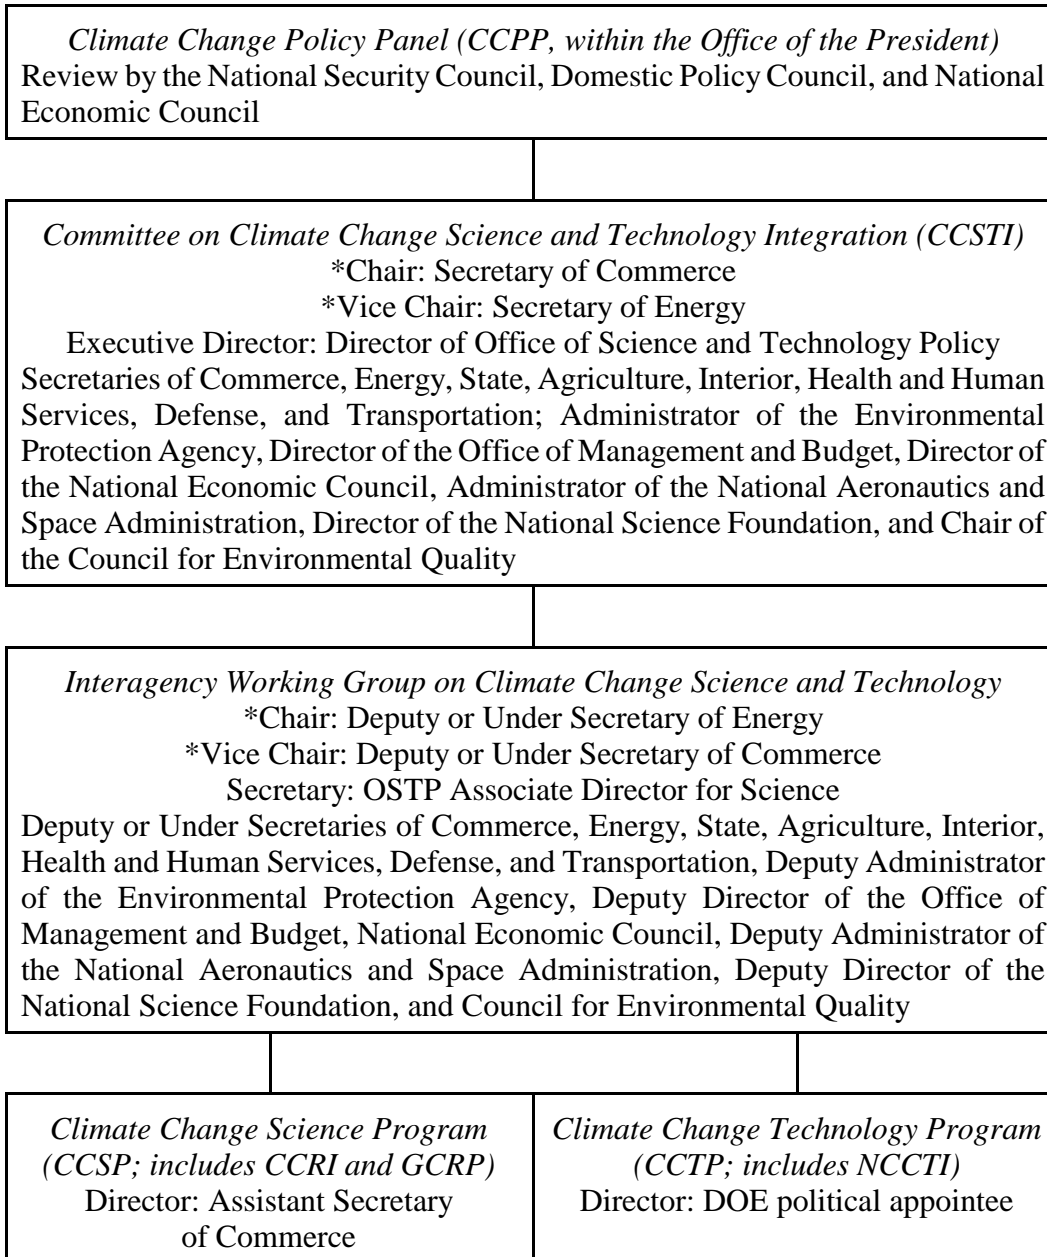 Climate Change Policy Panel (CCPP, within the Office of the President)
Review by the National Security Council, Domestic Policy Council, and National
Economic Council
Committee on Climate Change Science and Technology Integration (CCSTI)
*Chair: Secretary of Commerce
*Vice Chair: Secretary of Energy
Executive Director: Director of Office of Science and Technology Policy
Secretaries of Commerce, Energy, State, Agriculture, Interior, Health and Human
Services, Defense, and Transportation; Administrator of the Environmental
Protection Agency, Director of the Office of Management and Budget, Director of
the National Economic Council, Administrator of the National Aeronautics and
Space Administration, Director of the National Science Foundation, and Chair of
the Council for Environmental Quality
Interagency Working Group on Climate Change Science and Technology
*Chair: Deputy or Under Secretary of Energy
*Vice Chair: Deputy or Under Secretary of Commerce
Secretary: OSTP Associate Director for Science
Deputy or Under Secretaries of Commerce, Energy, State, Agriculture, Interior,
Health and Human Services, Defense, and Transportation, Deputy Administrator
of the Environmental Protection Agency, Deputy Director of the Office of
Management and Budget, National Economic Council, Deputy Administrator of
the National Aeronautics and Space Administration, Deputy Director of the
National Science Foundation, and Council for Environmental Quality
Climate Change Science Program
(CCSP; includes CCRI and GCRP)
Director: Assistant Secretary
of Commerce
Climate Change Technology Program
(CCTP; includes NCCTI)
Director: DOE political appointee